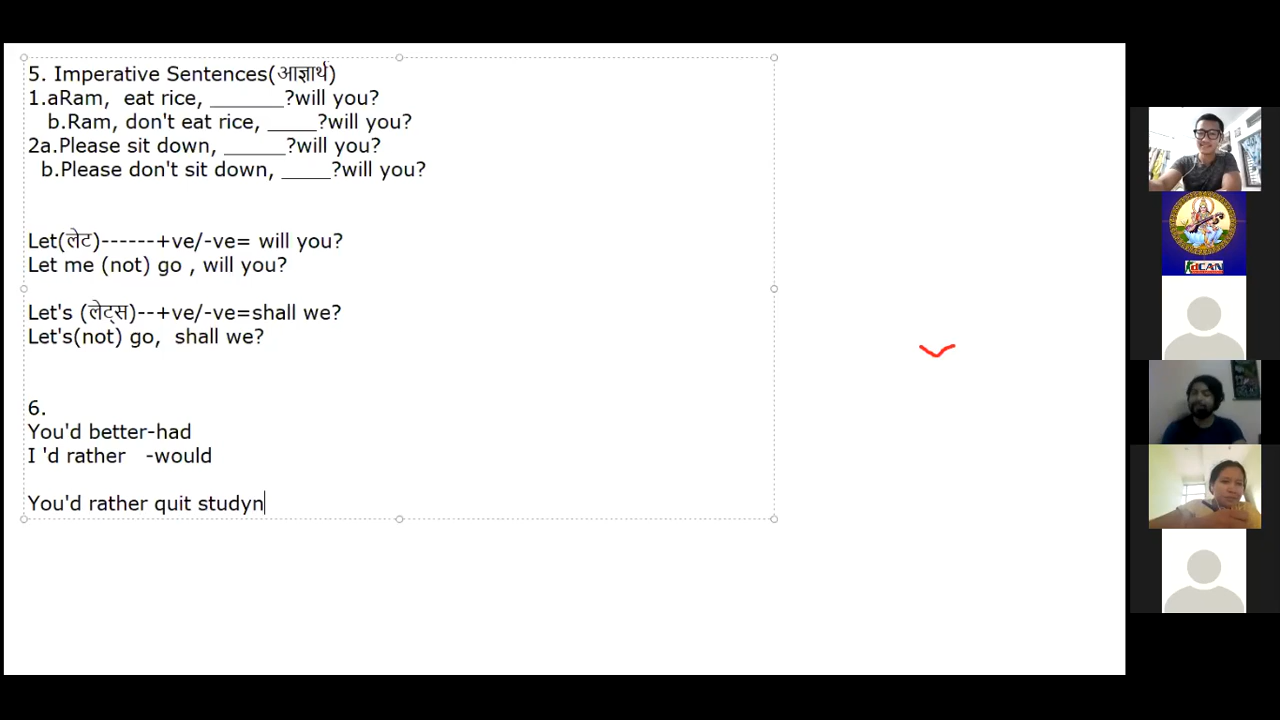 5. Imperative Sentences(आज्ञार्थ)
1.aRam, eat rice, _______?will you?
b.Ram, don't eat rice, _____?will you?
2a.Please sit down, ______?will you?
b.Please don't sit down, _____?will you?
Let(लेट)------+ve/-ve= will you?
Let me (not) go , will you?
Let's (लेट्स)--+ve/-ve=shall we?
Let's(not) go, shall we?
6.
You'd better-had
I 'd rather -would
You'd rather quit studyn